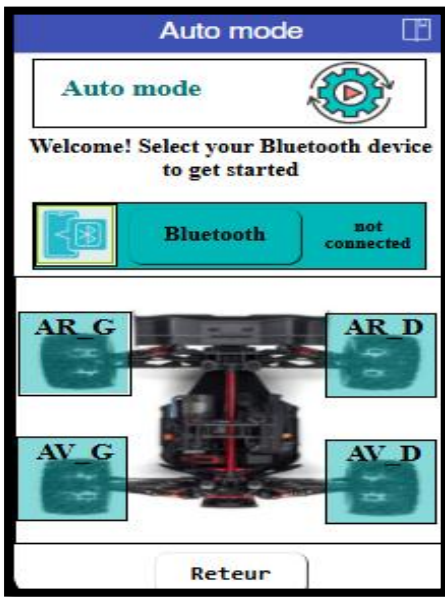 Auto mode
Auto mode
Welcome! Select your Bluetooth device
to get started
Bluetooth
not
connected
AR_G
AR_D
AV_G
AV_D
Reteur